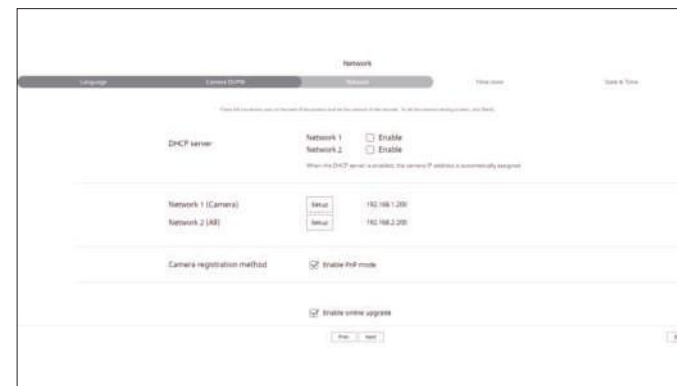 Network
Language Camera ID/PW Network Time zone Date & Time
DHCP server
Network 1 Enable
Network 2 Enable
When the DHCP server is enabled, the camera IP address is automatically assigned.
Network 1 (Camera) Setup 192.168.1.200
Network 2 (All) Setup 192.168.2.200
Camera registration method Enable PnP mode
Enable online upgrade
Prev Next